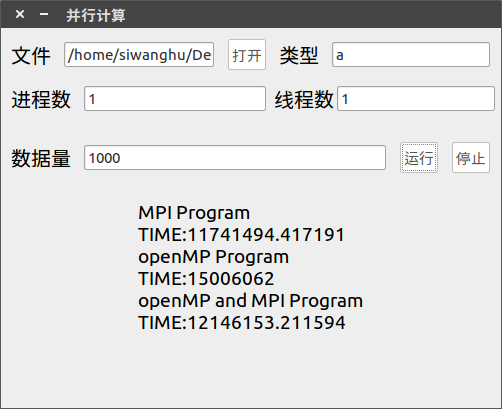 并行计算
文件 /home/siwanghu/De 打开 类型 a
进程数 1 线程数 1
数据量 1000 运行 停止
MPI Program
TIME:11741494.417191
openMP Program
TIME:15006062
openMP and MPI Program
TIME:12146153.211594